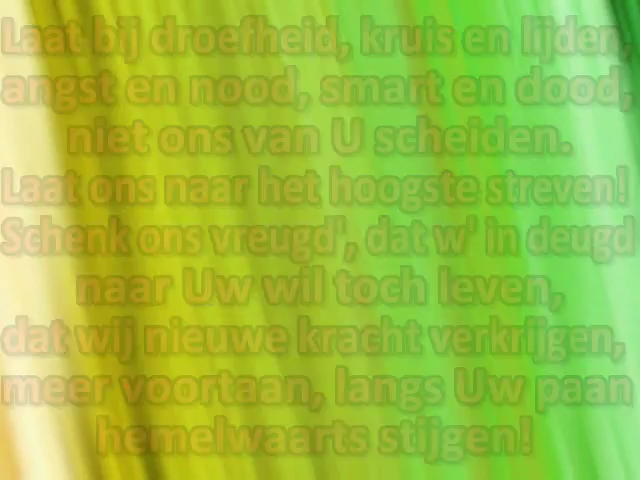 Laat bij droefheid, kruis en lijden,
angst en nood, smart en dood,
niet ons van U scheiden.
Laat ons naar het hoogste streven!
Schenk ons vreugd', dat w' in deugd
naar Uw wil toch leven,
dat wij nieuwe kracht verkrijgen,
meer voortaan, langs Uw paan
hemelwaarts stijgen!